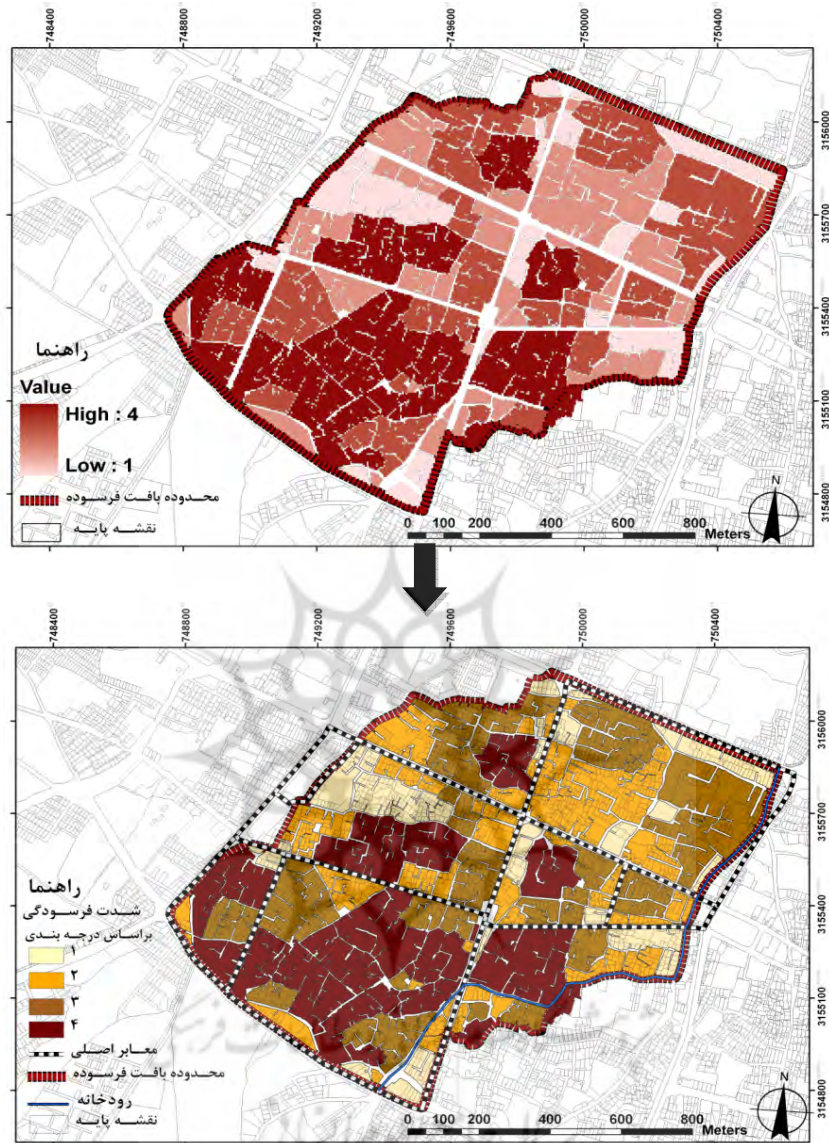 748400 748800 749200 749600 750000 750400
3156000
3155700
3155400
3155100
3154800
راهنما
Value
High : 4
Low : 1
محدوده بافت فرسوده
نقشه پایه
0 100 200 400 600 800
Meters
N
748400 748800 749200 749600 750000 750400
3156000
3155700
3155400
3155100
3154800
راهنما
شدت فرسودگی
براساس درجه بندی
۱
۲
۳
۴
معابر اصلی
محدوده بافت فرسوده
رودخانه
نقشه پایه
0 100 200 400 600 800
Meters
N